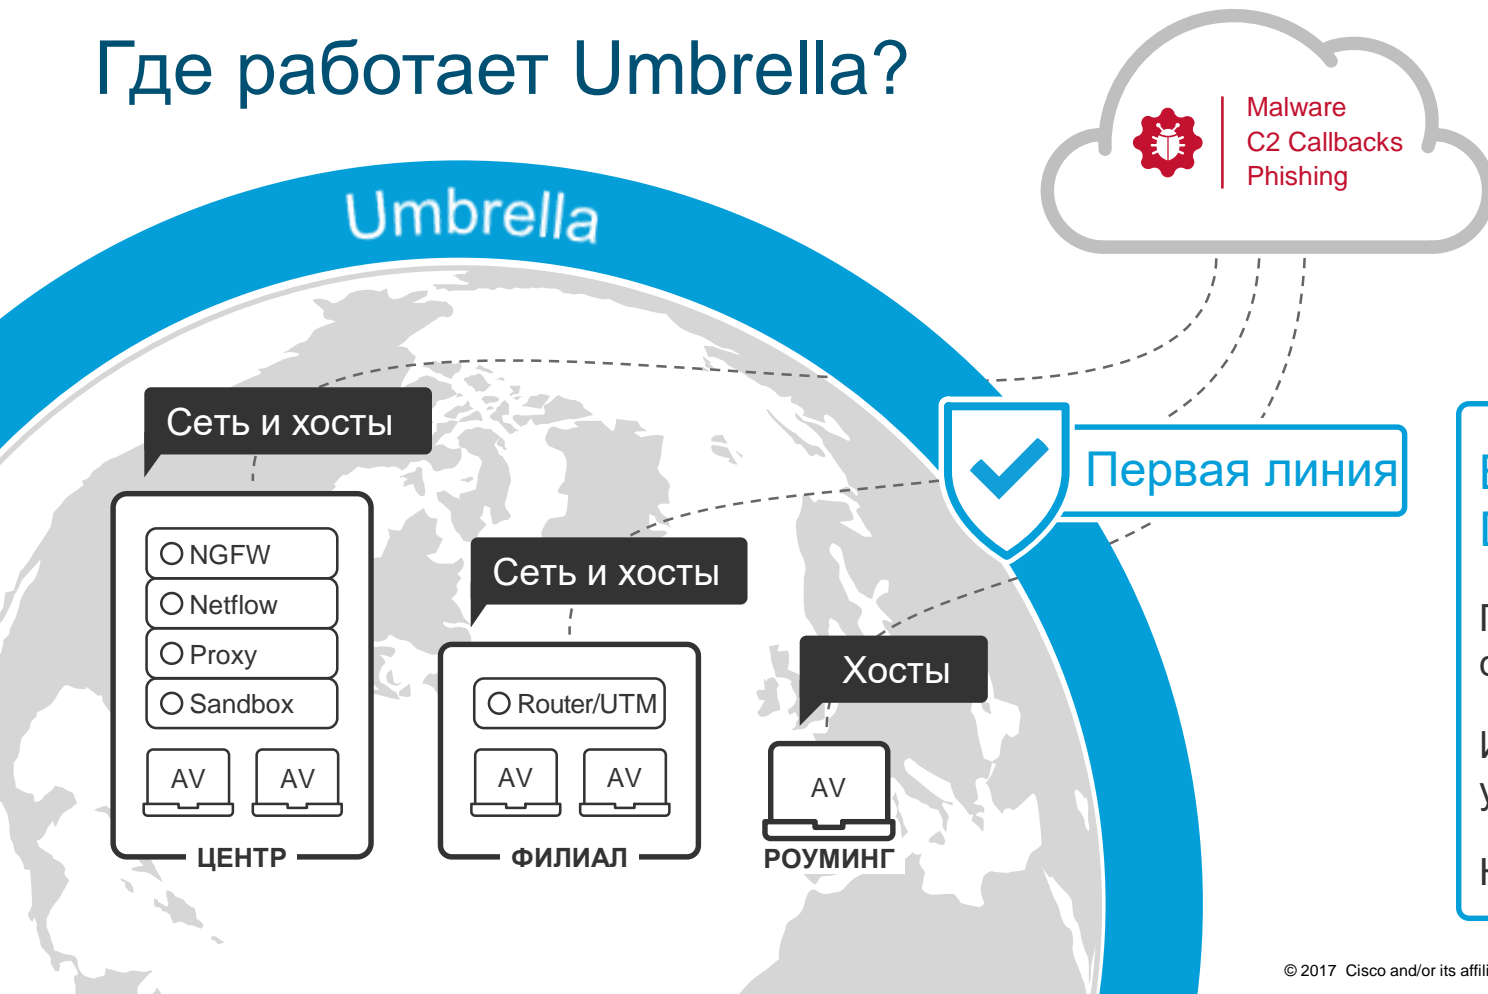 Где работает Umbrella?
Malware
C2 Callbacks
Phishing
Umbrella
Сеть и хосты
NGFW
Netflow
Proxy
Sandbox
AV
AV
ЦЕНТР
Сеть и хосты
Router/UTM
AV
AV
ФИЛИАЛ
Хосты
AV
РОУМИНГ
Первая линия
© 2017 Cisco and/or its